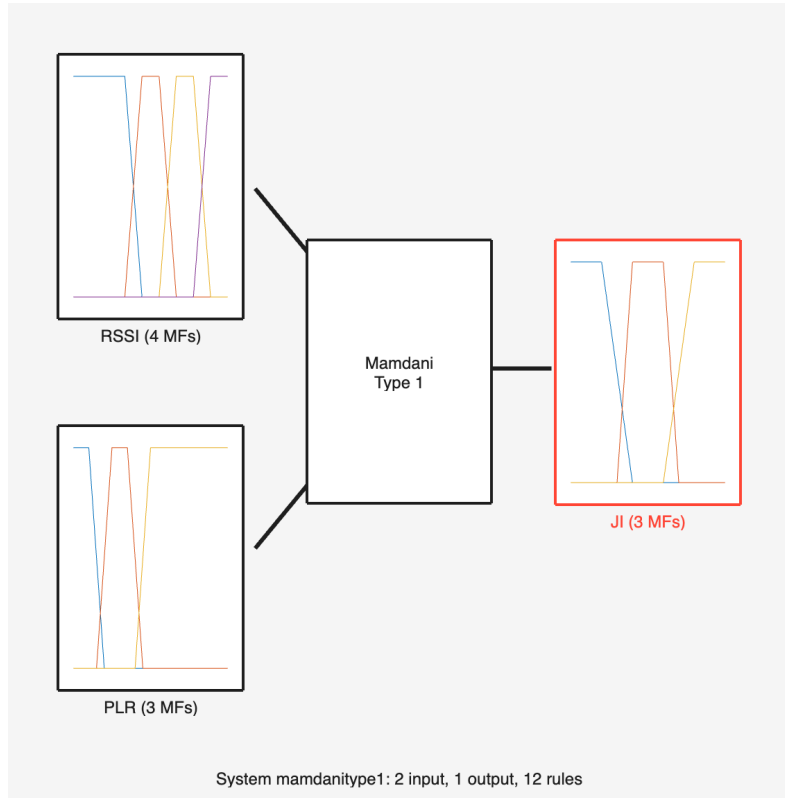 RSSI (4 MFs)
Mamdani
Type 1
JI (3 MFs)
PLR (3 MFs)
System mamdanitype1: 2 input, 1 output, 12 rules